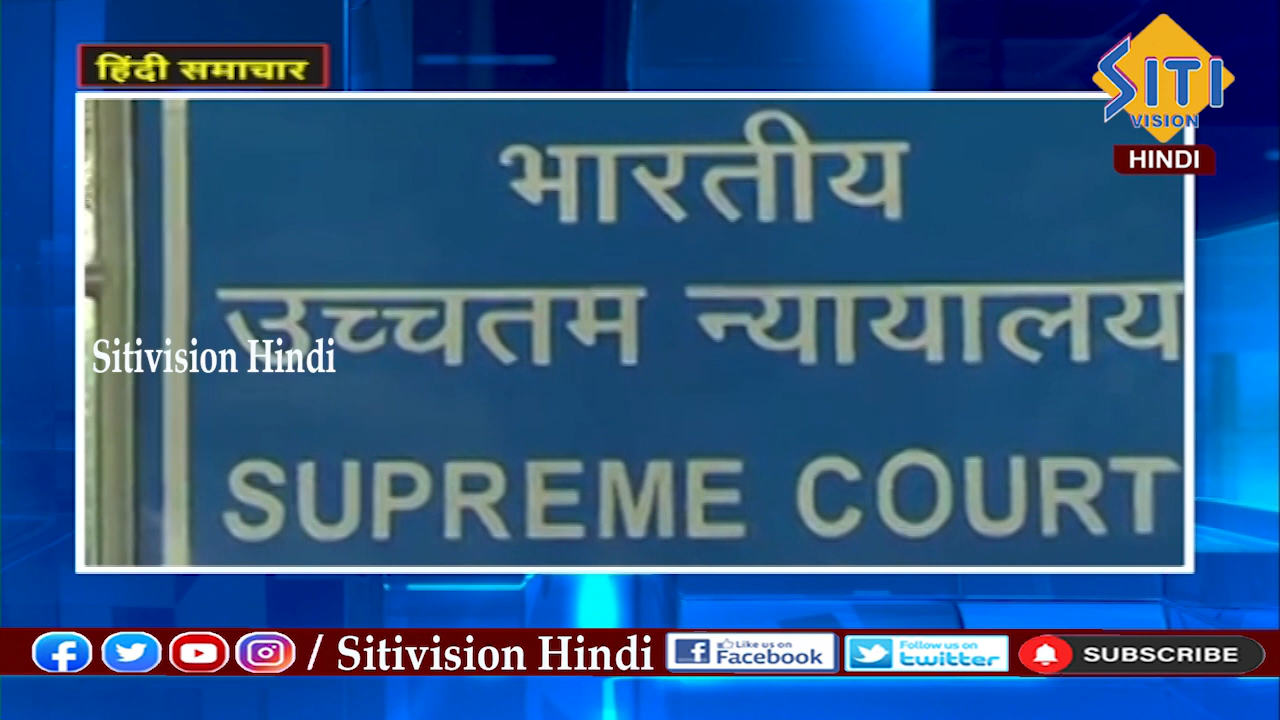 हिंदी समाचार
SITI
VISION
HINDI
भारतीय
उच्चतम न्यायालय
Sitivision Hindi
SUPREME COURT
/ Sitivision Hindi
Like us on
Facebook
Follow us on
twitter
SUBSCRIBE